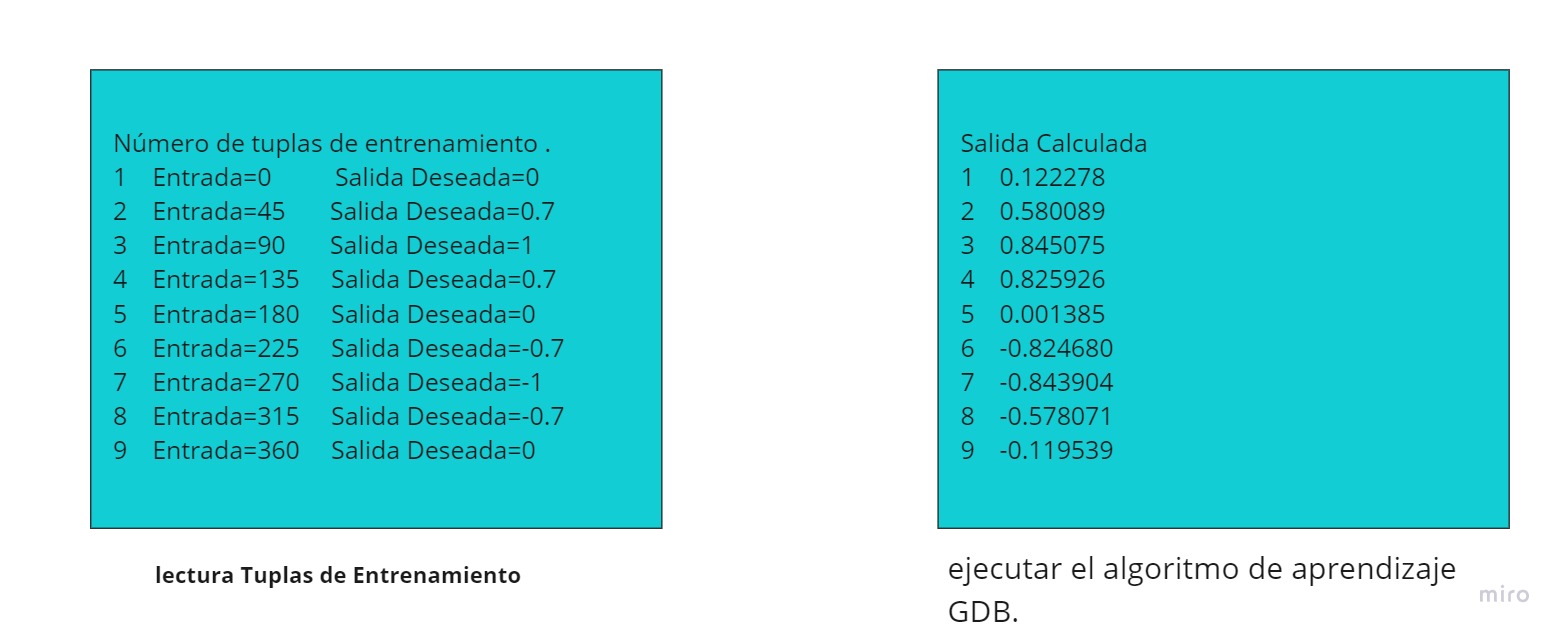 Número de tuplas de entrenamiento .
1 Entrada=0 Salida Deseada=0
2 Entrada=45 Salida Deseada=0.7
3 Entrada=90 Salida Deseada=1
4 Entrada=135 Salida Deseada=0.7
5 Entrada=180 Salida Deseada=0
6 Entrada=225 Salida Deseada=-0.7
7 Entrada=270 Salida Deseada=-1
8 Entrada=315 Salida Deseada=-0.7
9 Entrada=360 Salida Deseada=0
lectura Tuplas de Entrenamiento
Salida Calculada
1 0.122278
2 0.580089
3 0.845075
4 0.825926
5 0.001385
6 -0.824680
7 -0.843904
8 -0.578071
9 -0.119539
ejecutar el algoritmo de aprendizaje
GDB.
miro